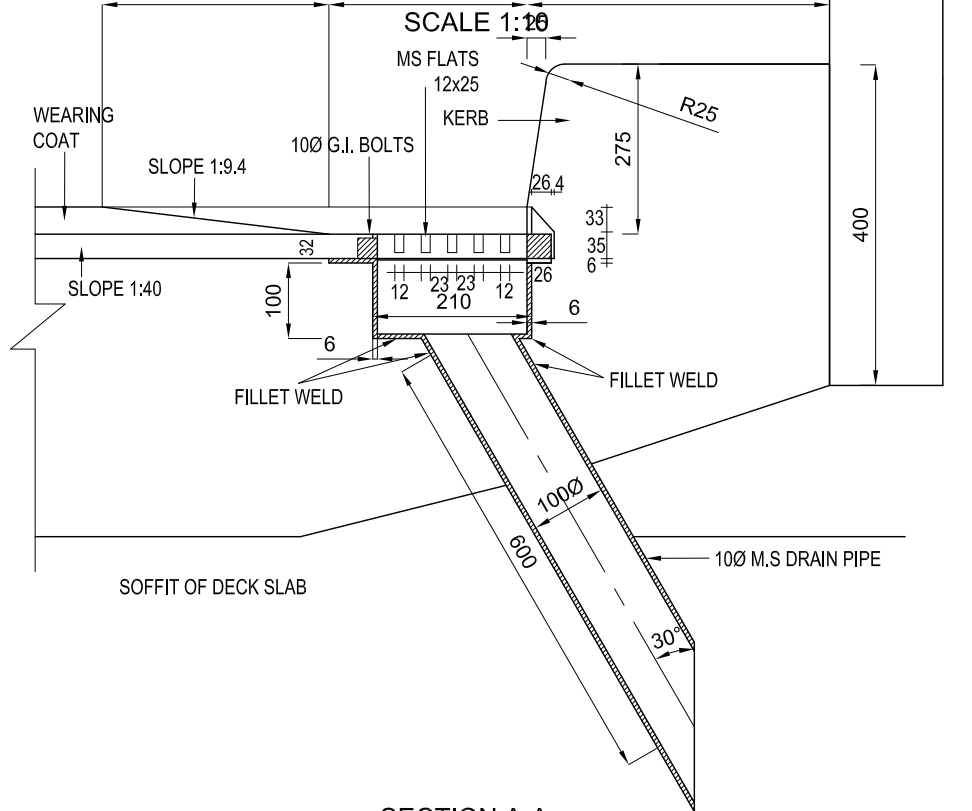 SCALE 1:10
25
MS FLATS
12x25
WEARING
COAT
KERB
R25
10Ø G.I. BOLTS
275
SLOPE 1:9.4
26,4
33
400
32
35
6
SLOPE 1:40
100
12
23
23
12
26
210
6
6
FILLET WELD
FILLET WELD
100Ø
600
10Ø M.S DRAIN PIPE
SOFFIT OF DECK SLAB
30°